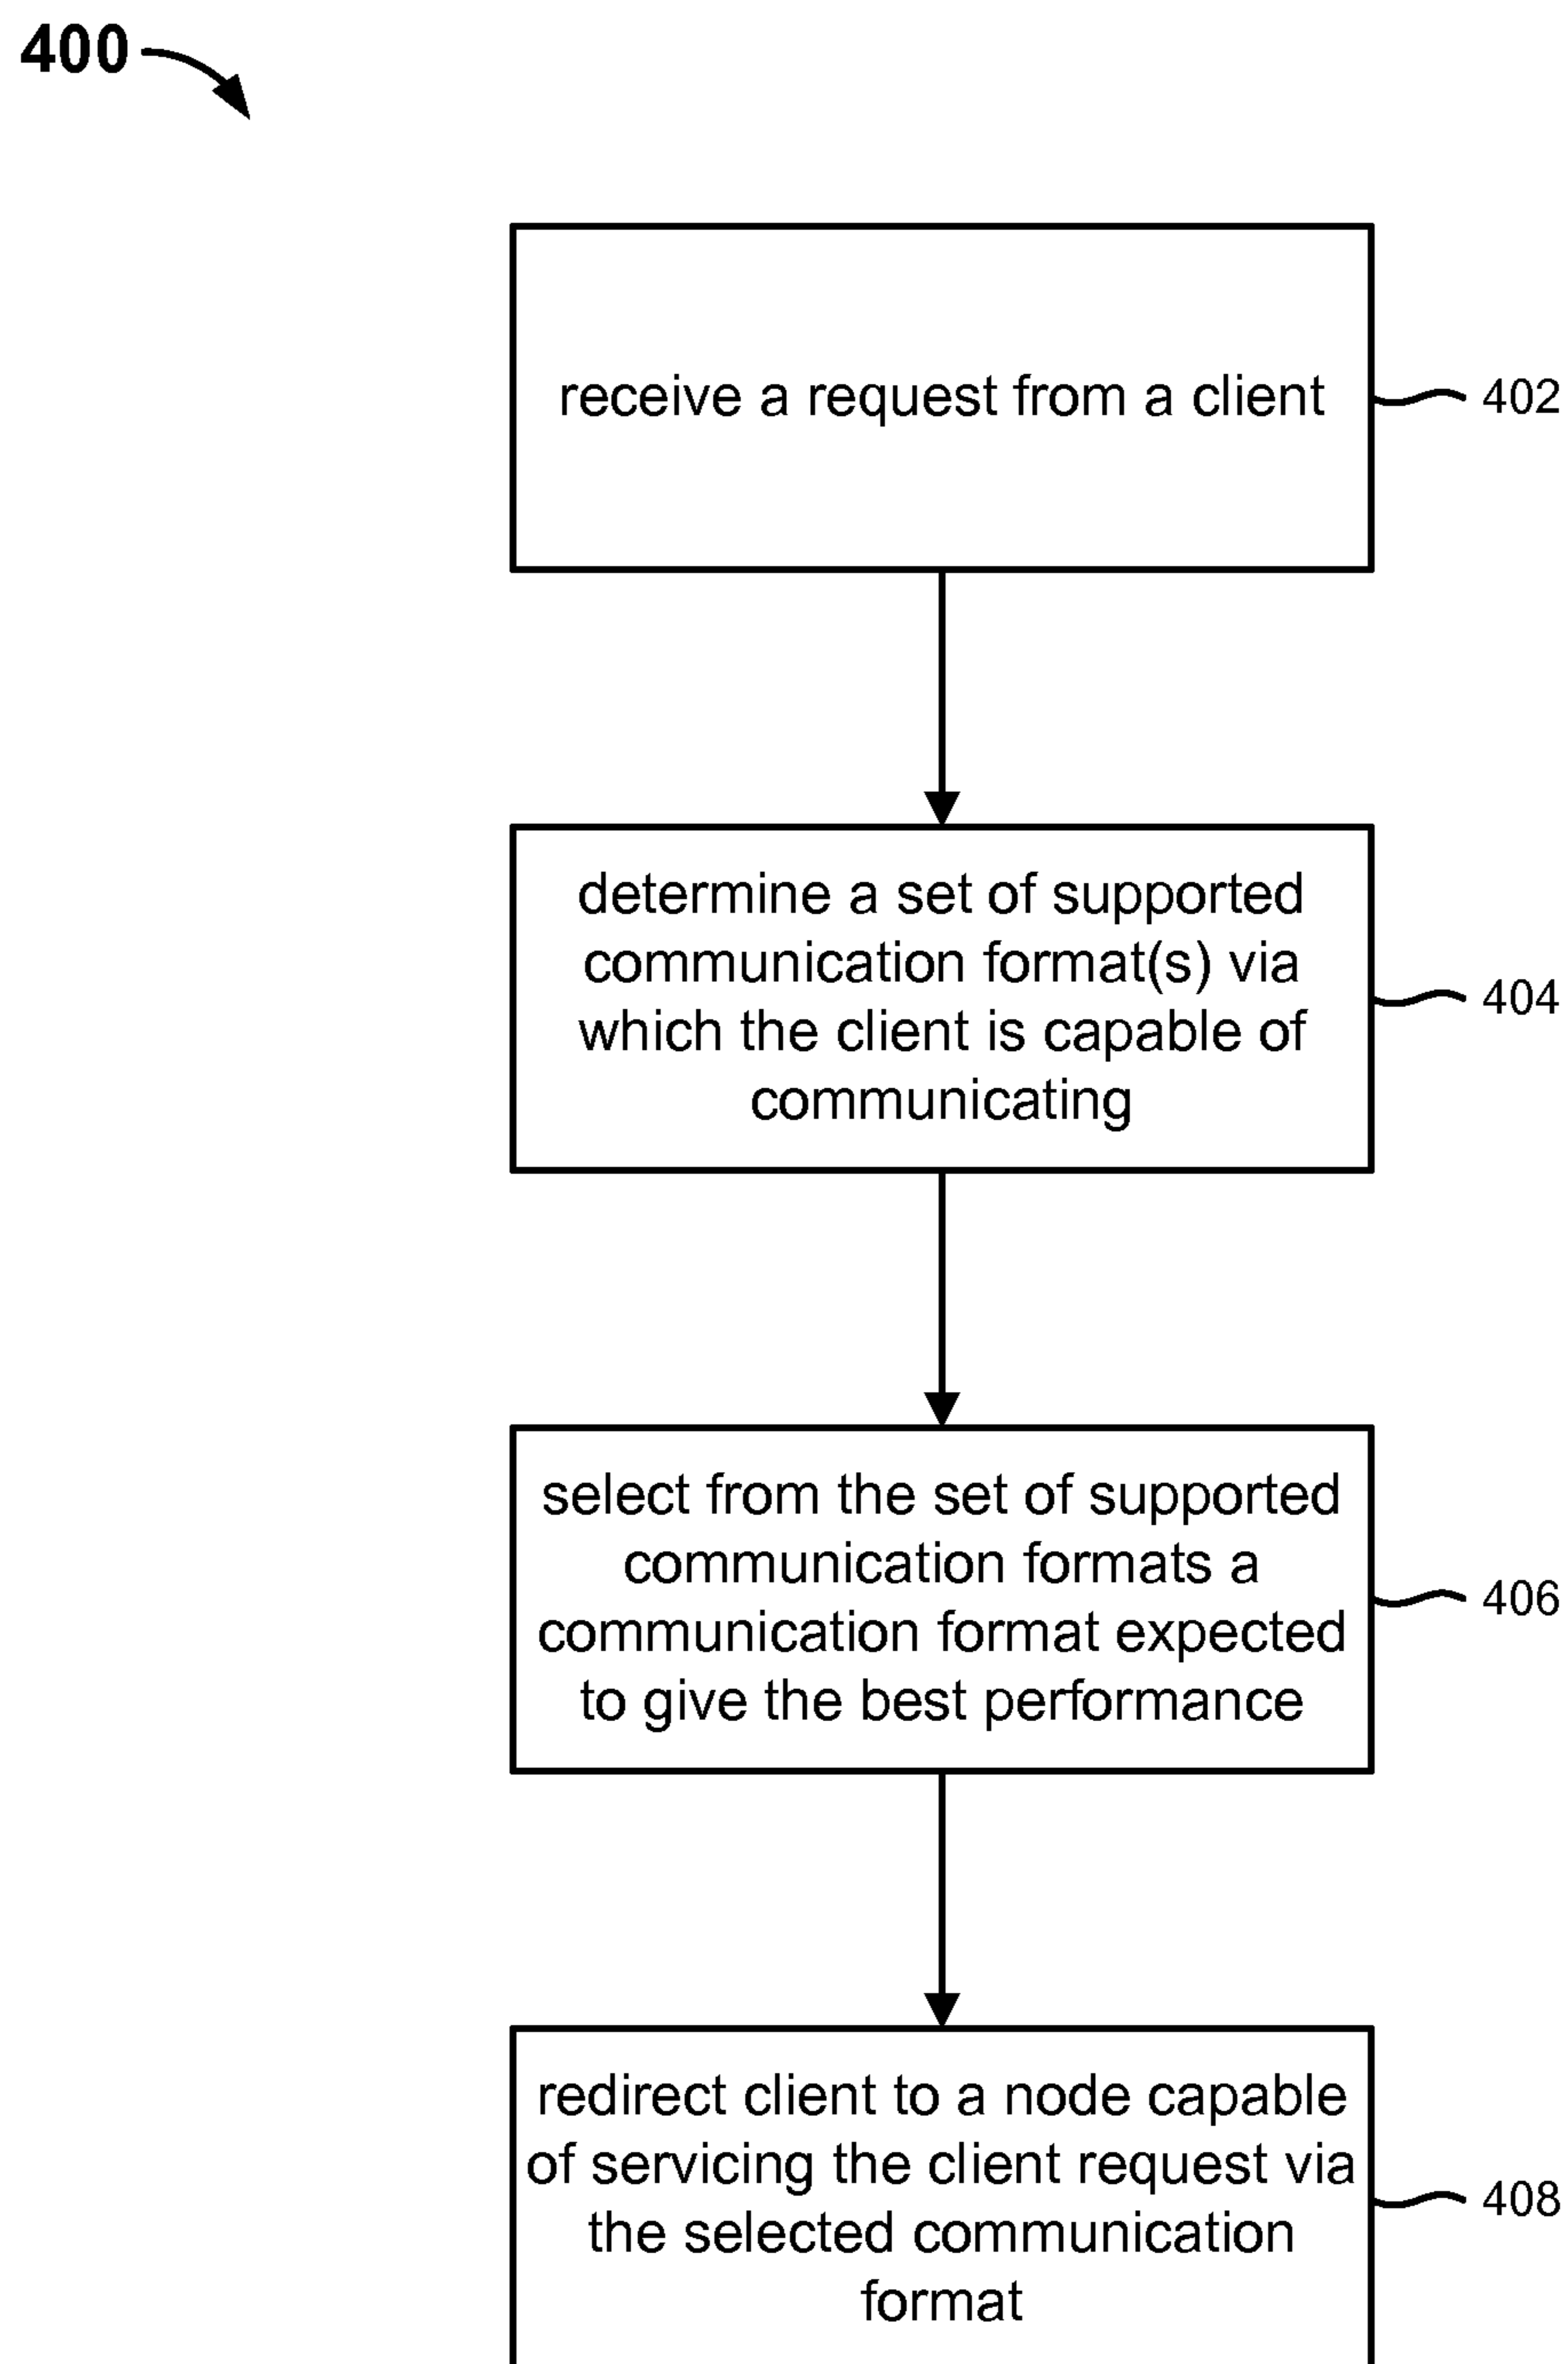 400
receive a request from a client
402
determine a set of supported
communication format(s) via
which the client is capable of
communicating
404
select from the set of supported
communication formats a
communication format expected
to give the best performance
406
redirect client to a node capable
of servicing the client request via
the selected communication
format
408